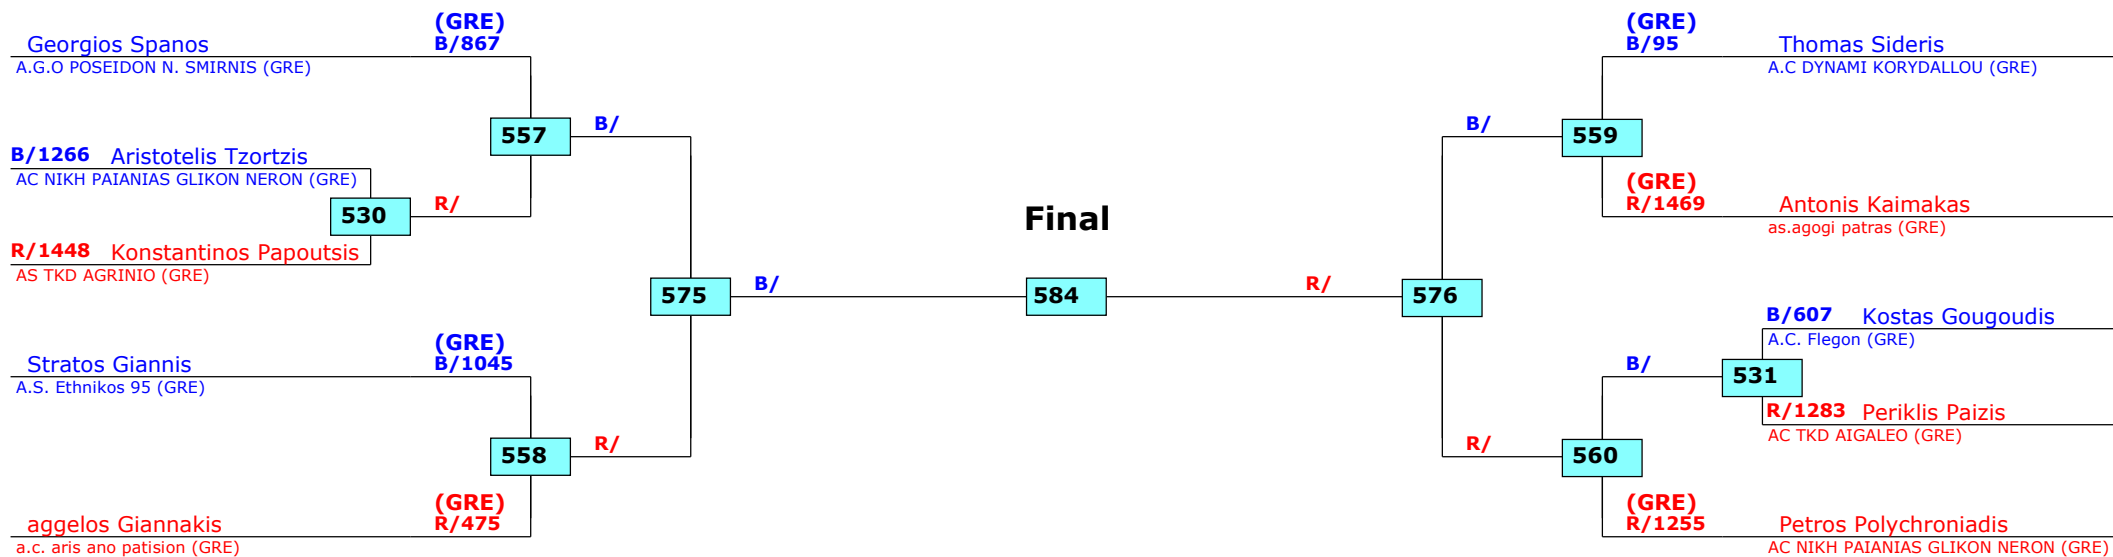 (GRE)
Georgios Spanos B/867
A.G.O POSEIDON N. SMIRNIS (GRE)
557 B/
B/1266 Aristotelis Tzortzis
AC NIKH PAIANIAS GLIKON NERON (GRE)
530 R/
R/1448 Konstantinos Papoutsis
AS TKD AGRINIO (GRE)
575 B/
(GRE)
Stratos Giannis B/1045
A.S. Ethnikos 95 (GRE)
558 R/
(GRE)
aggelos Giannakis R/475
a.c. aris ano patision (GRE)
Final
584
(GRE)
B/95 Thomas Sideris
A.C DYNAMI KORYDALLOU (GRE)
B/ 559
(GRE)
R/1469 Antonis Kaimakas
as.agogi patras (GRE)
R/ 576
B/607 Kostas Gougoudis
A.C. Flegon (GRE)
B/ 531
R/1283 Periklis Paizis
AC TKD AIGALEO (GRE)
R/ 560
(GRE)
R/1255 Petros Polychroniadis
AC NIKH PAIANIAS GLIKON NERON (GRE)